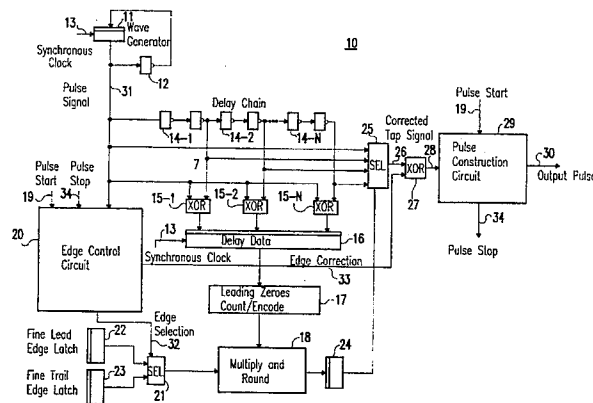 13
11
Wave
Generator
10
Synchronous
Clock
12
Pulse
Signal
31
Delay Chain
14-1
14-2
14-N
7
25
SEL
Corrected
Tap Signal
26
XOR
27
28
Pulse Start
19
29
Pulse
Construction
Circuit
30
Output Pulse
34
Pulse Stop
Pulse
Start
Pulse
Stop
34
19
20
Edge Control
Circuit
15-1
XOR
15-2
XOR
15-N
XOR
13
Delay Data
16
Synchronous Clock
Edge Correction
33
Leading Zeroes
Count/Encode
17
Edge
Selection
32
18
Multiply and
Round
24
Fine Lead
Edge Latch
22
Fine Trail
Edge Latch
23
SEL
21